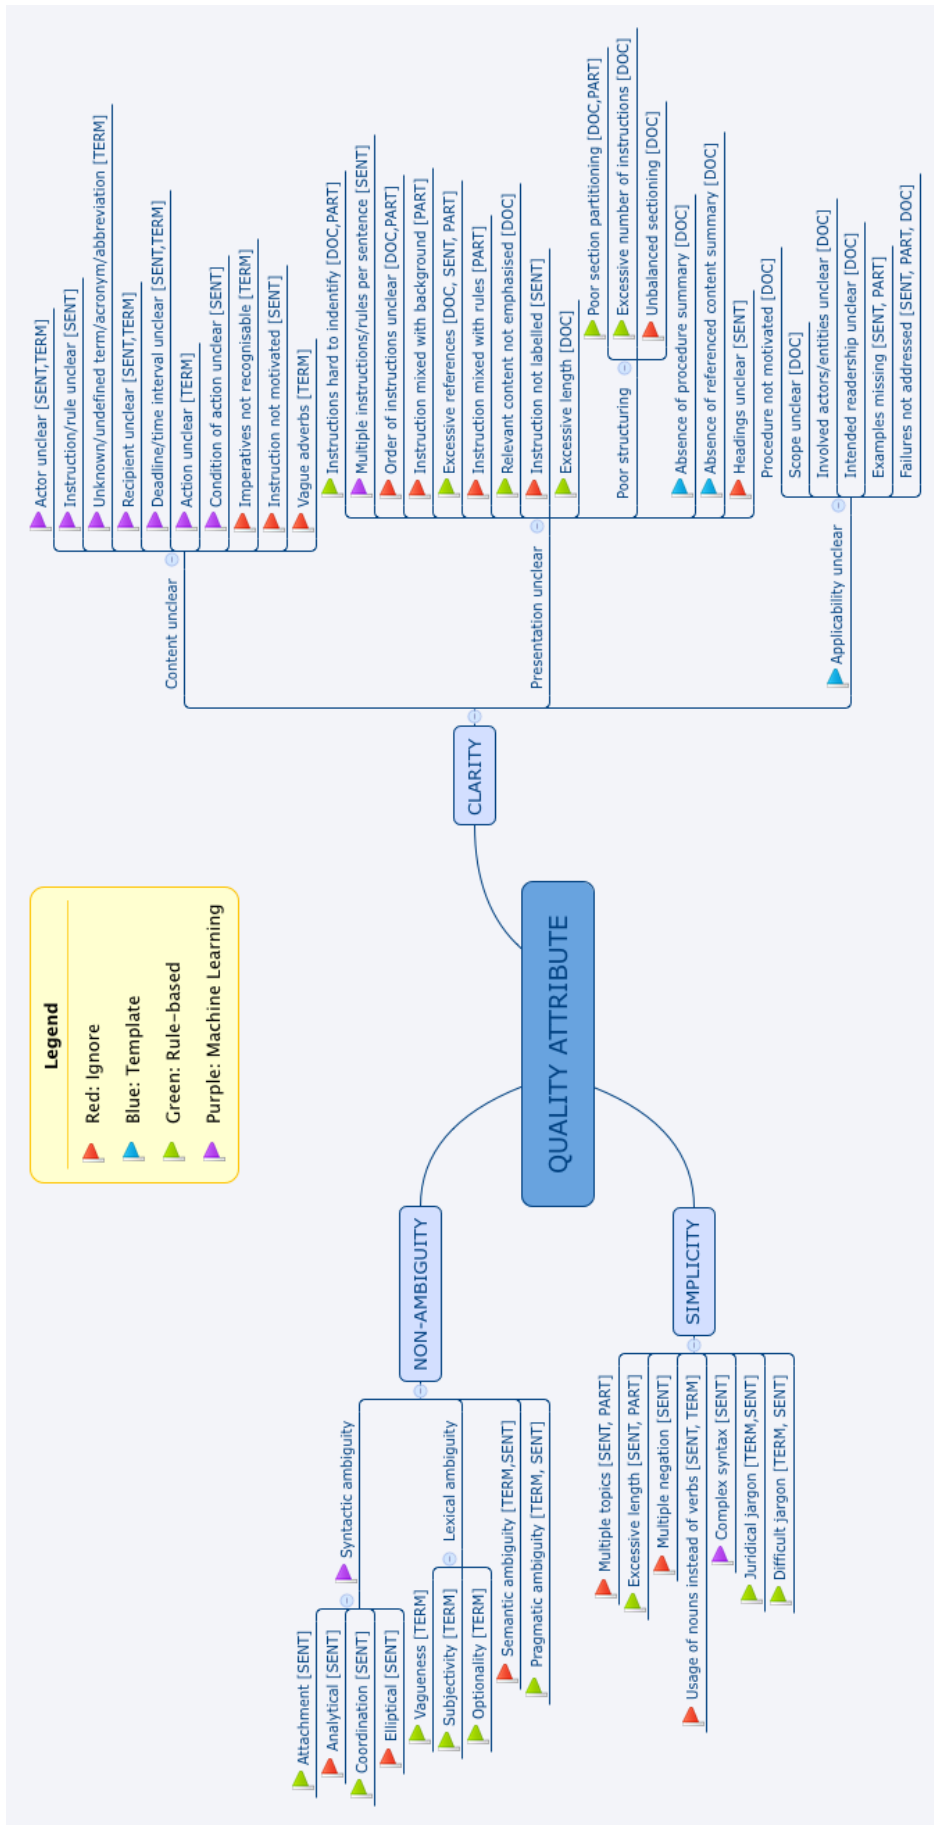 Legend
Red: Ignore
Blue: Template
Green: Rule-based
Purple: Machine Learning
QUALITY ATTRIBUTE
CLARITY
Content unclear
Actor unclear [SENT,TERM]
Instruction/rule unclear [SENT]
Unknown/undefined term/acronym/abbreviation [TERM]
Recipient unclear [SENT,TERM]
Deadline/time interval unclear [SENT,TERM]
Action unclear [TERM]
Condition of action unclear [SENT]
Imperatives not recognisable [TERM]
Instruction not motivated [SENT]
Vague adverbs [TERM]
Presentation unclear
Instructions hard to indentify [DOC,PART]
Multiple instructions/rules per sentence [SENT]
Order of instructions unclear [DOC,PART]
Instruction mixed with background [PART]
Excessive references [DOC, SENT, PART]
Instruction mixed with rules [PART]
Relevant content not emphasised [DOC]
Instruction not labelled [SENT]
Excessive length [DOC]
Poor structuring
Poor section partitioning [DOC,PART]
Excessive number of instructions [DOC]
Unbalanced sectioning [DOC]
Absence of procedure summary [DOC]
Absence of referenced content summary [DOC]
Headings unclear [SENT]
Applicability unclear
Procedure not motivated [DOC]
Scope unclear [DOC]
Involved actors/entities unclear [DOC]
Intended readership unclear [DOC]
Examples missing [SENT, PART]
Failures not addressed [SENT, PART, DOC]
NON-AMBIGUITY
Syntactic ambiguity
Attachment [SENT]
Analytical [SENT]
Coordination [SENT]
Elliptical [SENT]
Lexical ambiguity
Vagueness [TERM]
Subjectivity [TERM]
Optionality [TERM]
Semantic ambiguity [TERM,SENT]
Pragmatic ambiguity [TERM, SENT]
SIMPLICITY
Multiple topics [SENT, PART]
Excessive length [SENT, PART]
Multiple negation [SENT]
Usage of nouns instead of verbs [SENT, TERM]
Complex syntax [SENT]
Juridical jargon [TERM,SENT]
Difficult jargon [TERM, SENT]